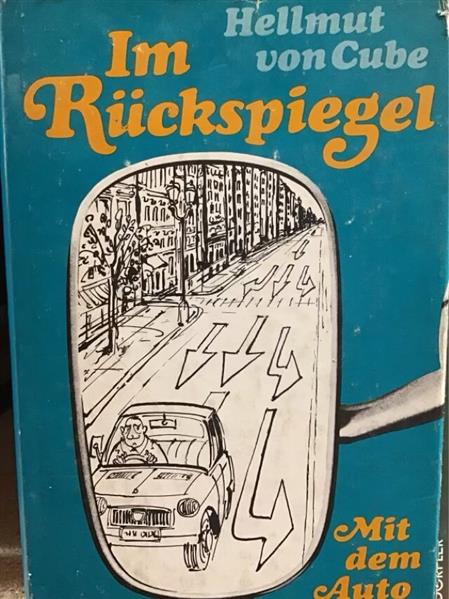 Hellmut
von Cube
Im
Rückspiegel
Mit
dem
Auto